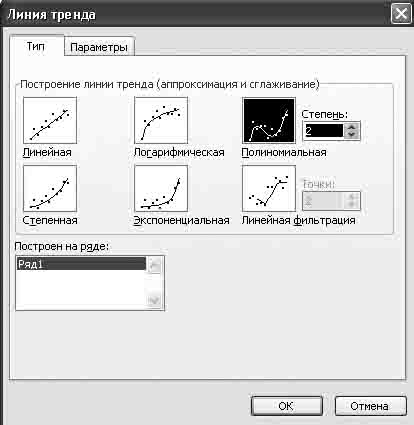 Линия тренда
Тип Параметры
Построение линии тренда (аппроксимация и сглаживание)
Степень:
2
Линейная Логарифмическая Полиномиальная
Точки:
2
Степенная Экспоненциальная Линейная фильтрация
Построен на ряде:
Ряд1
ОК Отмена